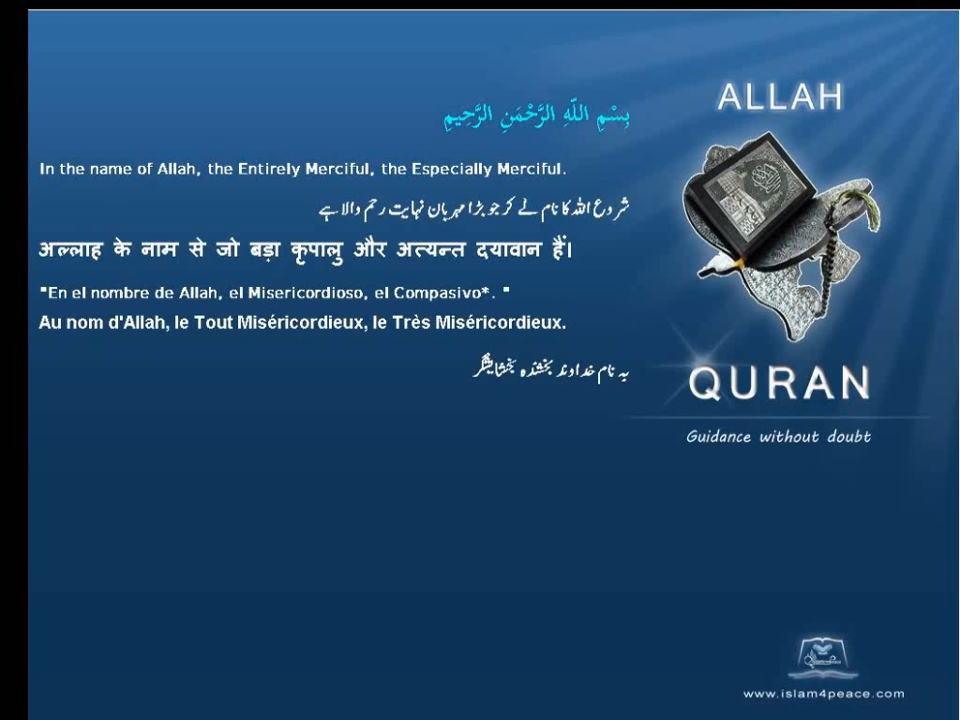 بِسْمِ اللَّهِ الرَّحْمَنِ الرَّحِيمِ
In the name of Allah, the Entirely Merciful, the Especially Merciful.
شروع الله کا نام لے کر جو بڑا مہربان نہایت رحم والا ہے
अल्लाह के नाम से जो बड़ा कृपालु और अत्यन्त दयावान हैं।
"En el nombre de Allah, el Misericordioso, el Compasivo*. "
Au nom d'Allah, le Tout Miséricordieux, le Très Miséricordieux.
به نام خداوند بخشنده بخشایشگر
ALLAH
QURAN
Guidance without doubt
www.islam4peace.com